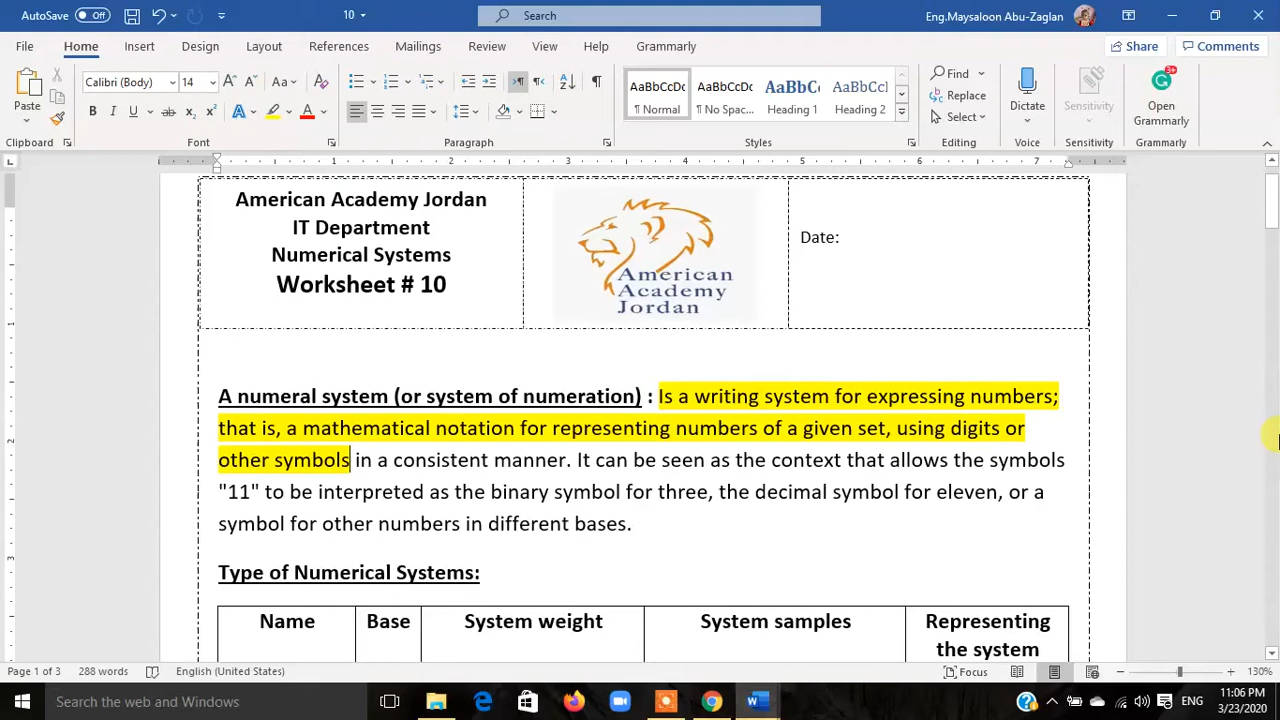 AutoSave Off
10
Search
Eng.Maysaloon Abu-Zaglan
File Home Insert Draw Design Layout References Mailings Review View Help Grammarly
Share Comments
Calibri (Body) 14 Aa
AaBbCcDc AaBbCcDc AaBbCc AaBbCcI
¶ Normal ¶ No Spac... Heading 1 Heading 2
Find
Replace
Select
Paste
Dictate
Sensitivity
Open
Grammarly
Clipboard Font Paragraph Styles Editing Voice Sensitivity Grammarly
American Academy Jordan
IT Department
Numerical Systems
Worksheet # 10
American
Academy
Jordan
Date:
A numeral system (or system of numeration) : Is a writing system for expressing numbers;
that is, a mathematical notation for representing numbers of a given set, using digits or
other symbols in a consistent manner. It can be seen as the context that allows the symbols
"11" to be interpreted as the binary symbol for three, the decimal symbol for eleven, or a
symbol for other numbers in different bases.
Type of Numerical Systems:
Name Base System weight System samples Representing
the system
Page 1 of 3 288 words English (United States) Focus 130%
Search the web and Windows
ENG
11:06 PM
3/23/2020